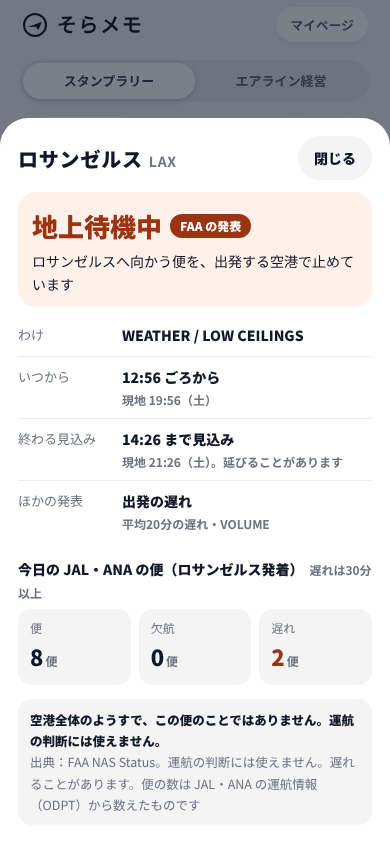 そらメモ
マイページ
スタンプラリー
エアライン経営
ロサンゼルス LAX
閉じる
地上待機中 FAA の発表
ロサンゼルスへ向かう便を、出発する空港で止めて
います
わけ
WEATHER / LOW CEILINGS
いつから
12:56 ごろから
現地 19:56（土）
終わる見込み
14:26 まで見込み
現地 21:26（土）。延びることがあります
ほかの発表
出発の遅れ
平均20分の遅れ・VOLUME
今日の JAL・ANA の便（ロサンゼルス発着） 遅れは30分
以上
便
8便
欠航
0便
遅れ
2便
空港全体のようすで、この便のことではありません。運航
の判断には使えません。
出典：FAA NAS Status。運航の判断には使えません。遅れ
ることがあります。便の数は JAL・ANA の運航情報
（ODPT）から数えたものです